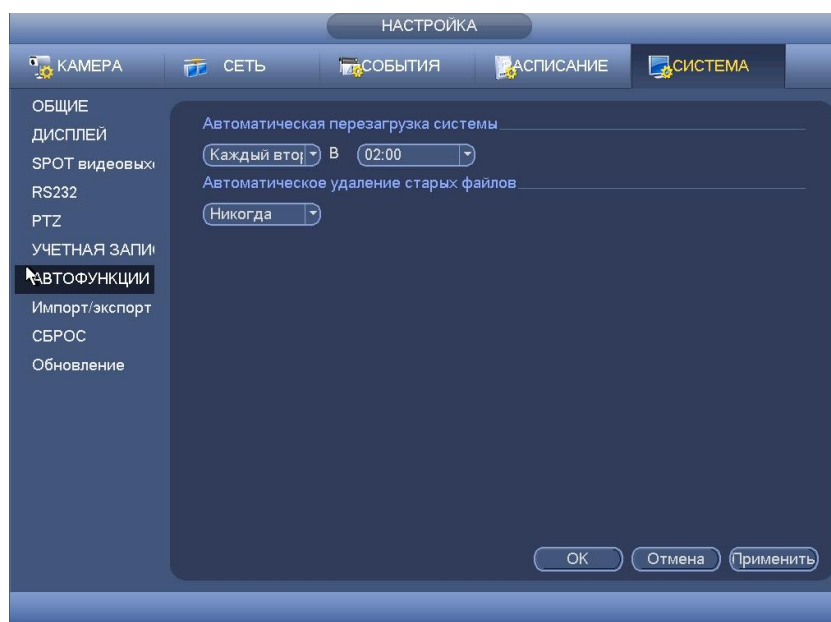 НАСТРОЙКА
КАМЕРА СЕТЬ СОБЫТИЯ АСПИСАНИЕ СИСТЕМА
ОБЩИЕ
ДИСПЛЕЙ
SPOT видеовых
RS232
PTZ
УЧЕТНАЯ ЗАПИ
АВТОФУНКЦИИ
Импорт/экспорт
СБРОС
Обновление
Автоматическая перезагрузка системы
Каждый втор В 02:00
Автоматическое удаление старых файлов
Никогда
OK Отмена Применить